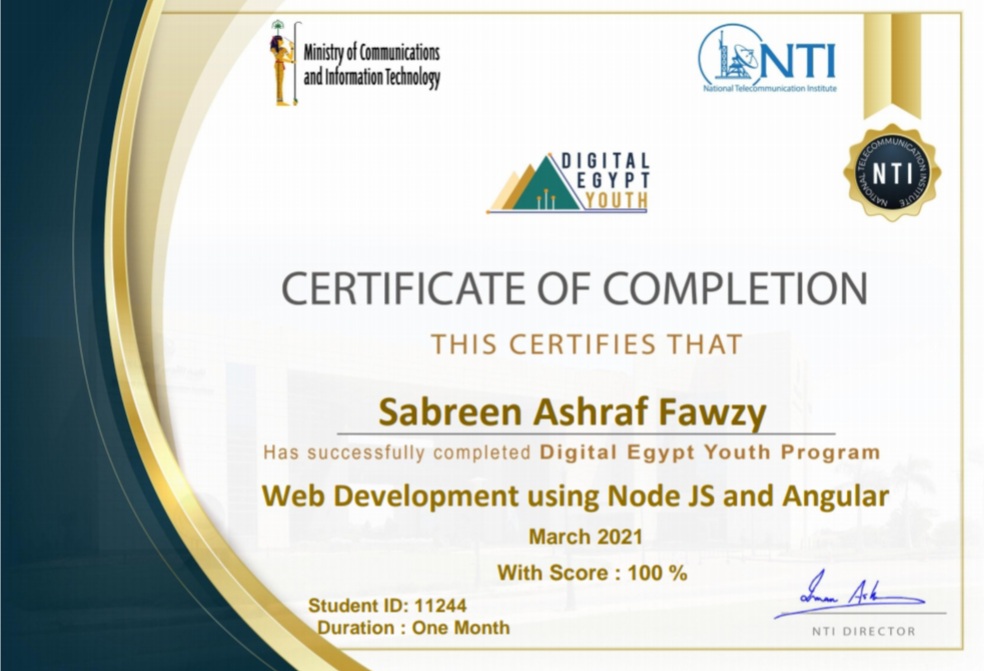 Ministry of Communications
and Information Technology
NTI
National Telecommunication Institute
DIGITAL
EGYPT
YOUTH
NATIONAL TELECOMMUNICATION INSTITUTE
NTI
CERTIFICATE OF COMPLETION
THIS CERTIFIES THAT
Sabreen Ashraf Fawzy
Has successfully completed Digital Egypt Youth Program
Web Development using Node JS and Angular
March 2021
With Score : 100 %
Student ID: 11244
Duration : One Month
NTI DIRECTOR